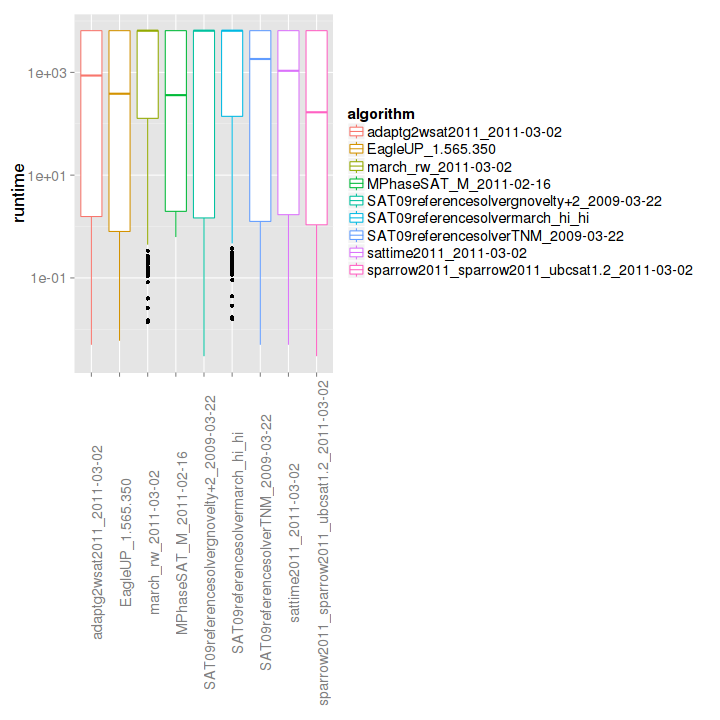 runtime
1e+03
1e+01
1e-01
adaptg2wsat2011_2011-03-02
EagleUP_1.565.350
march_rw_2011-03-02
MPhaseSAT_M_2011-02-16
SAT09referencesolvergnovelty+2_2009-03-22
SAT09referencesolvermarch_hi_hi
SAT09referencesolverTNM_2009-03-22
sattime2011_2011-03-02
sparrow2011_sparrow2011_ubcsat1.2_2011-03-02
algorithm
adaptg2wsat2011_2011-03-02
EagleUP_1.565.350
march_rw_2011-03-02
MPhaseSAT_M_2011-02-16
SAT09referencesolvergnovelty+2_2009-03-22
SAT09referencesolvermarch_hi_hi
SAT09referencesolverTNM_2009-03-22
sattime2011_2011-03-02
sparrow2011_sparrow2011_ubcsat1.2_2011-03-02